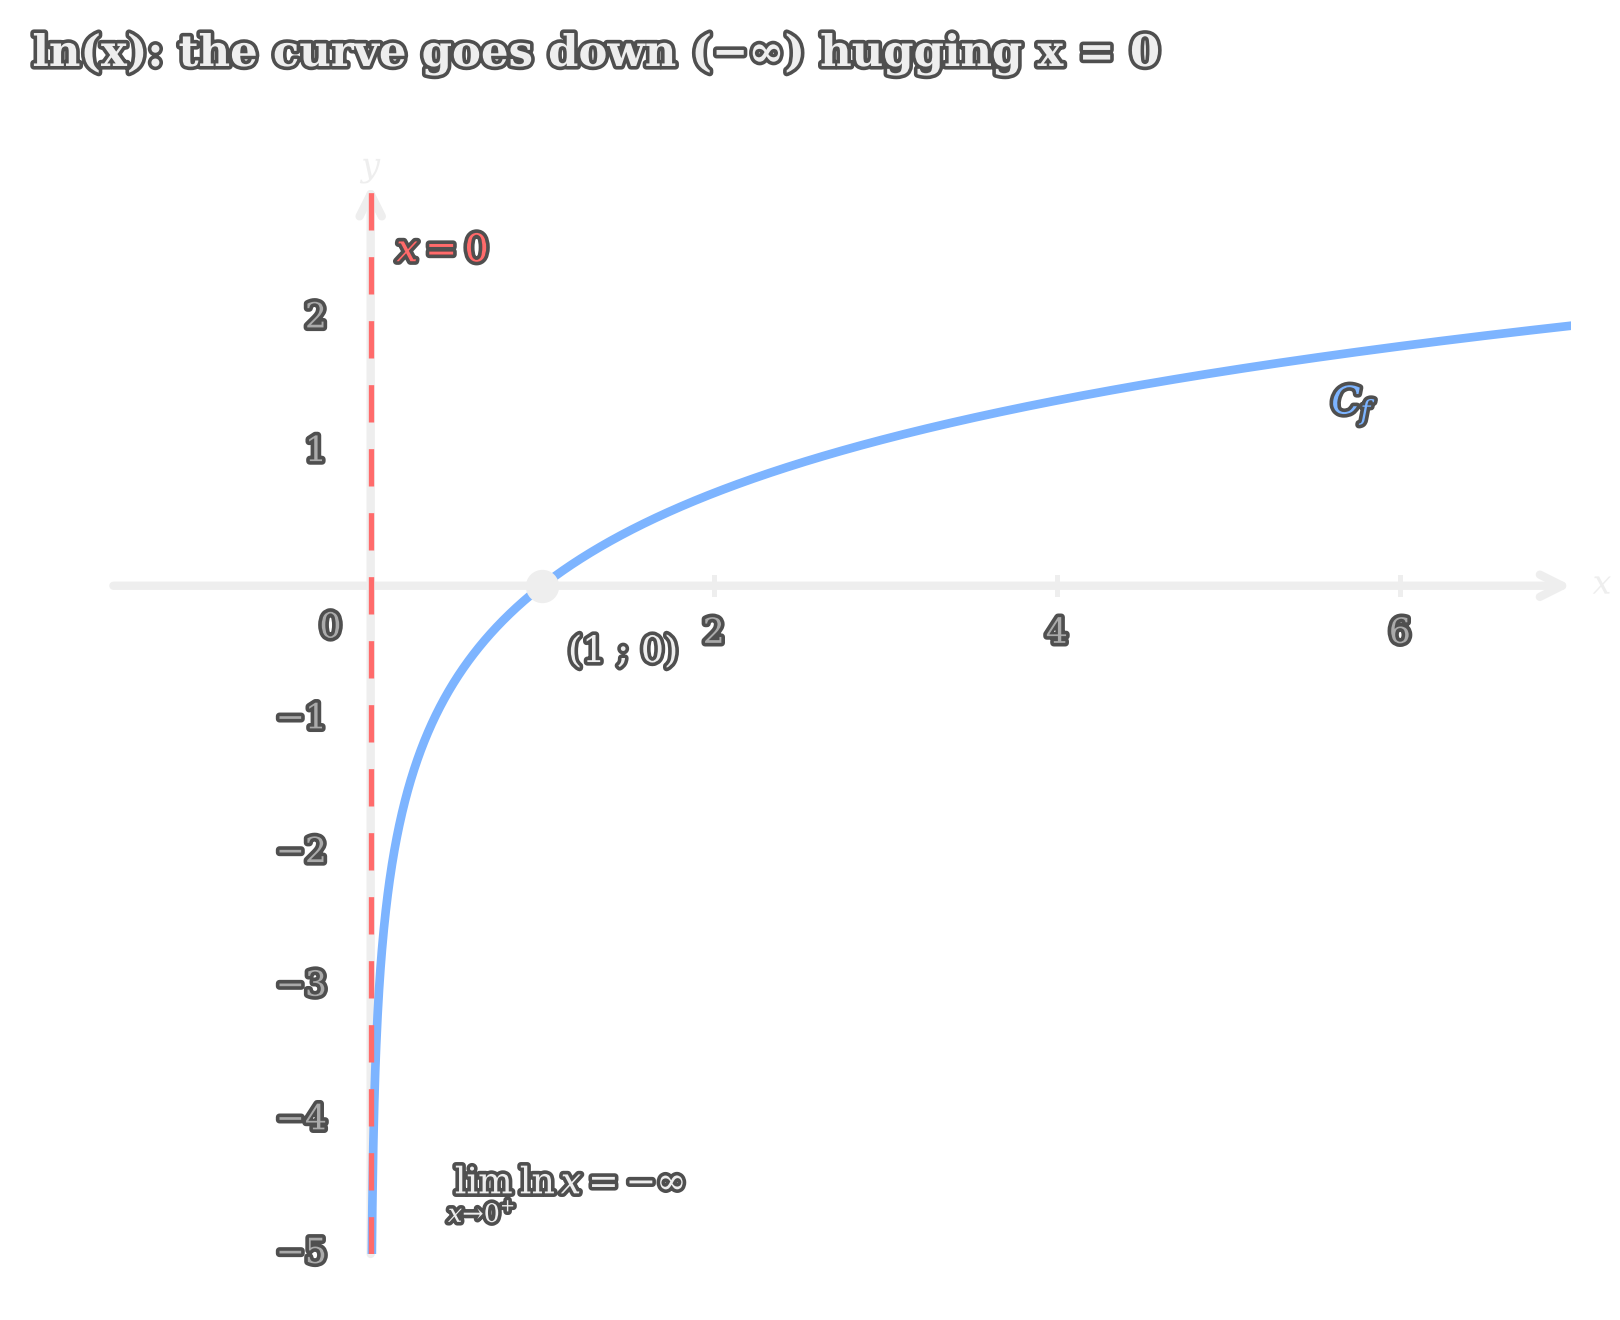 ln(x): the curve goes down (−∞) hugging x = 0
y
x = 0
2
C_f
1
x
0
(1 ; 0)
2
4
6
−1
−2
−3
−4
lim ln x = −∞
x→0⁺
−5